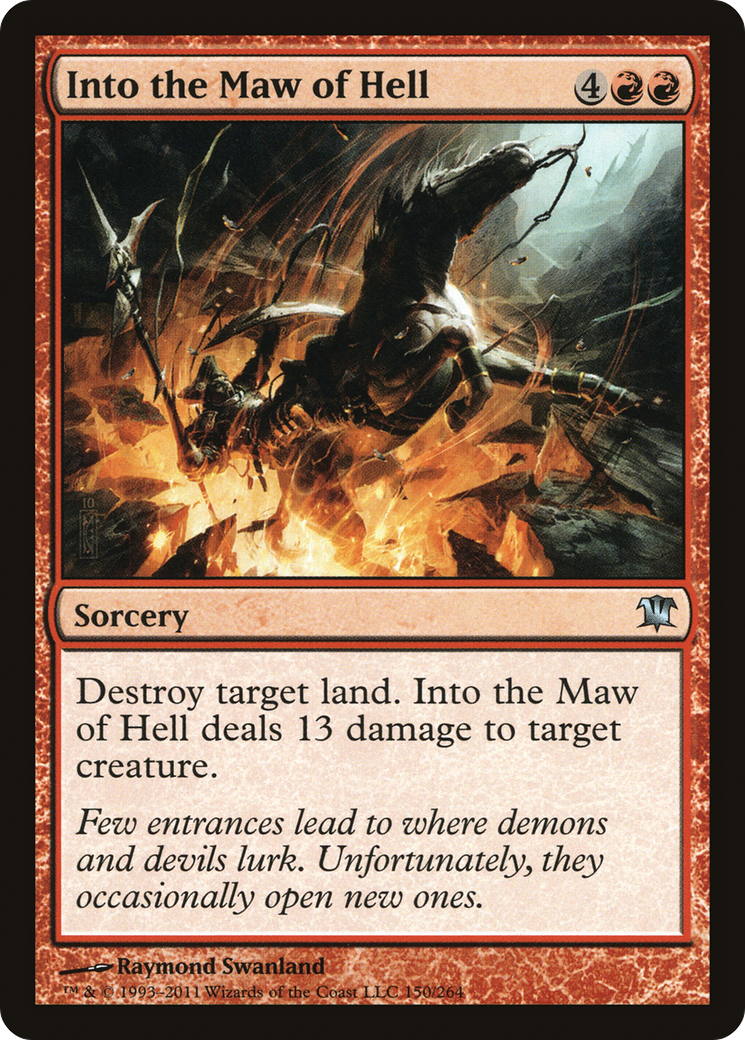 Into the Maw of Hell
4
10
Sorcery
Destroy target land. Into the Maw
of Hell deals 13 damage to target
creature.
Few entrances lead to where demons
and devils lurk. Unfortunately, they
occasionally open new ones.
Raymond Swanland
™ & © 1993–2011 Wizards of the Coast LLC 150/264